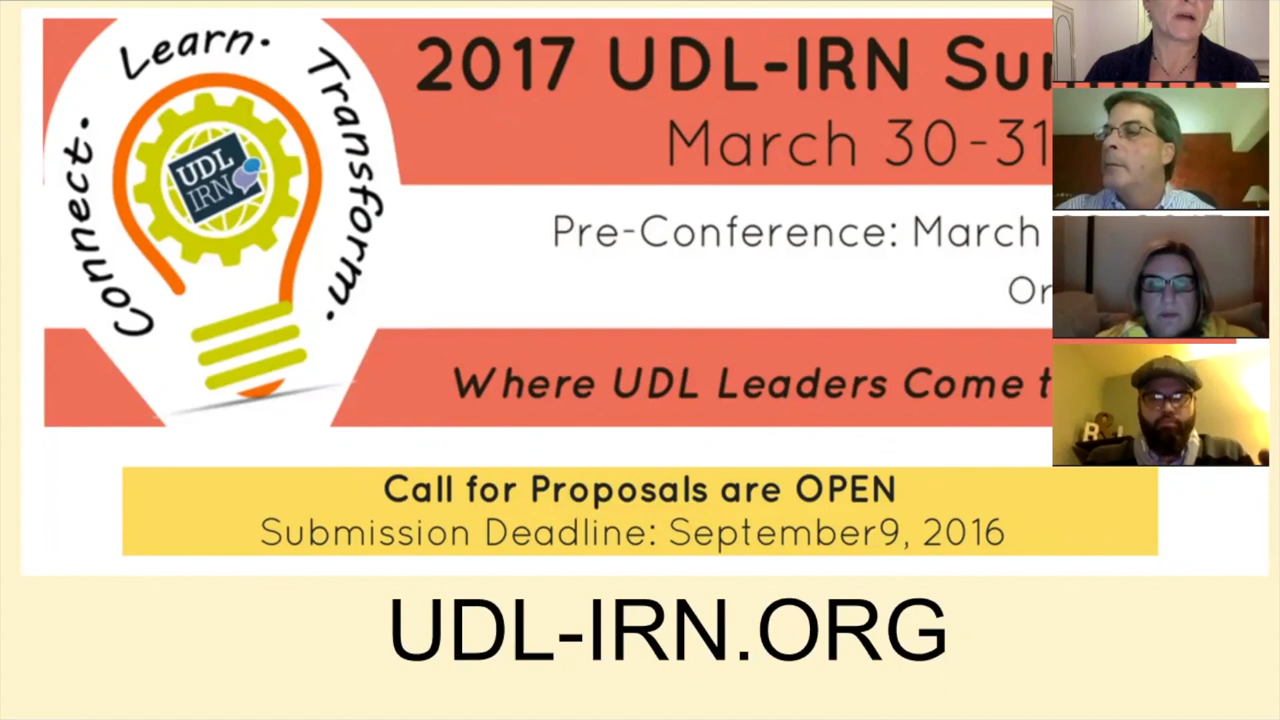 Connect. Learn. Transform.
UDL
IRN
2017 UDL-IRN Su
March 30-31
Pre-Conference: March
Or
Where UDL Leaders Come t
Call for Proposals are OPEN
Submission Deadline: September9, 2016
UDL-IRN.ORG
R&J